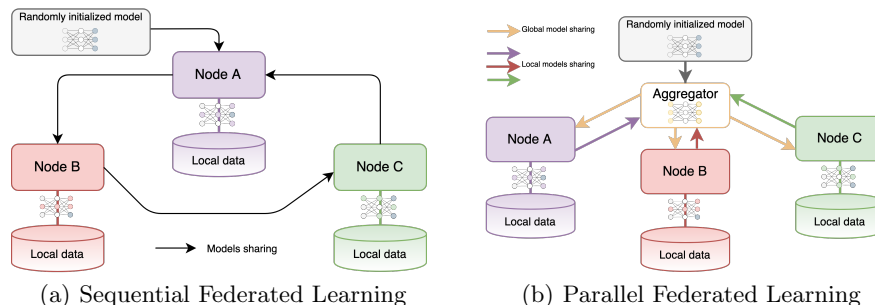 Randomly initialized model
Node A
Local data
Node B
Local data
Node C
Local data
Models sharing
(a) Sequential Federated Learning
Global model sharing
Local models sharing
Randomly initialized model
Aggregator
Node A
Local data
Node B
Local data
Node C
Local data
(b) Parallel Federated Learning